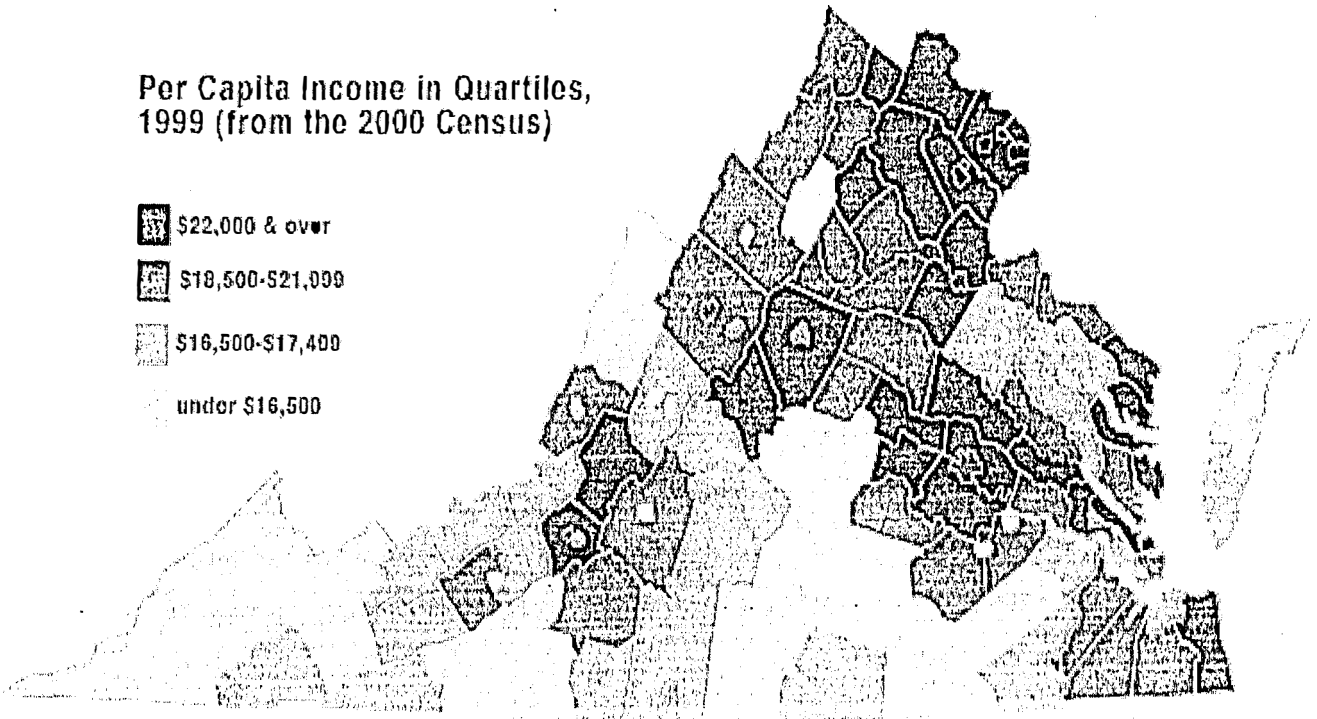 Per Capita Income in Quartiles,
1999 (from the 2000 Census)
$22,000 & over
$18,500-$21,999
$16,500-$17,400
under $16,500